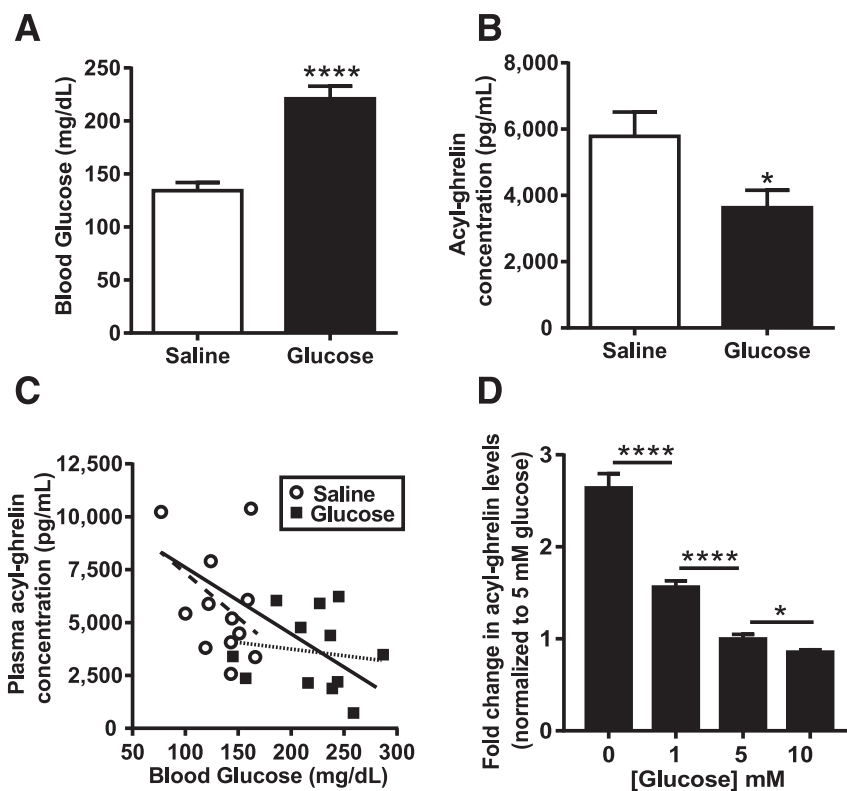 A
Blood Glucose (mg/dL)
250
200
150
100
50
0
****
Saline
Glucose
B
Acyl-ghrelin
concentration (pg/mL)
8,000
6,000
4,000
2,000
0
*
Saline
Glucose
C
Plasma acyl-ghrelin
concentration (pg/mL)
12,500
10,000
7,500
5,000
2,500
0
Saline
Glucose
50
100
150
200
250
300
Blood Glucose (mg/dL)
D
Fold change in acyl-ghrelin levels
(normalized to 5 mM glucose)
3
2
1
0
****
****
*
0
1
5
10
[Glucose] mM